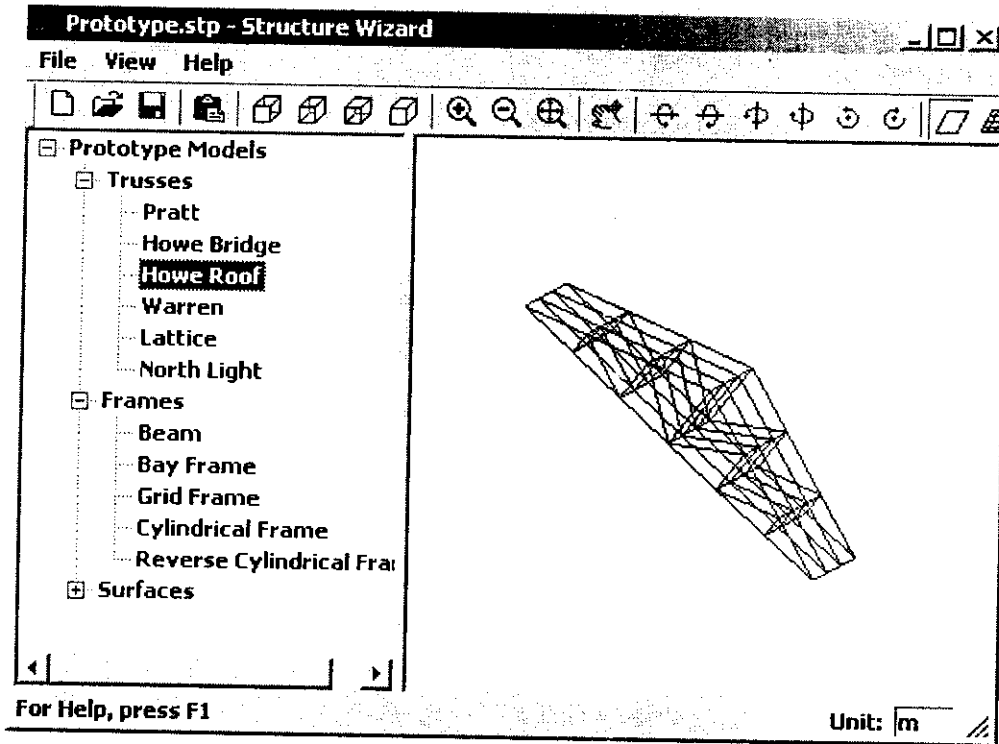 Prototype.stp - Structure Wizard
File View Help
Prototype Models
Trusses
Pratt
Howe Bridge
Howe Roof
Warren
Lattice
North Light
Frames
Beam
Bay Frame
Grid Frame
Cylindrical Frame
Reverse Cylindrical Fra
Surfaces
For Help, press F1
Unit: m